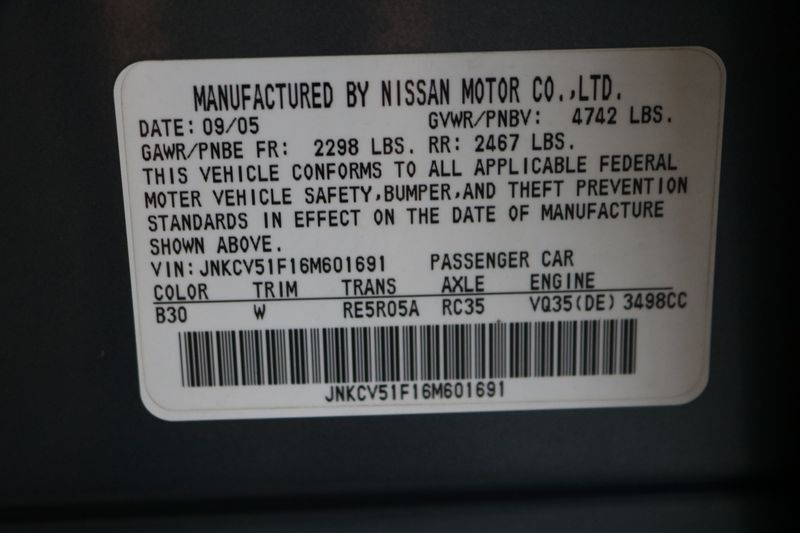 MANUFACTURED BY NISSAN MOTOR CO.,LTD.
DATE: 09/05 GVWR/PNBV: 4742 LBS.
GAWR/PNBE FR: 2298 LBS. RR: 2467 LBS.
THIS VEHICLE CONFORMS TO ALL APPLICABLE FEDERAL
MOTER VEHICLE SAFETY,BUMPER,AND THEFT PREVENTION
STANDARDS IN EFFECT ON THE DATE OF MANUFACTURE
SHOWN ABOVE.
VIN: JNKCV51F16M601691 PASSENGER CAR
COLOR TRIM TRANS AXLE ENGINE
B30 W RE5R05A RC35 VQ35(DE) 3498CC
JNKCV51F16M601691